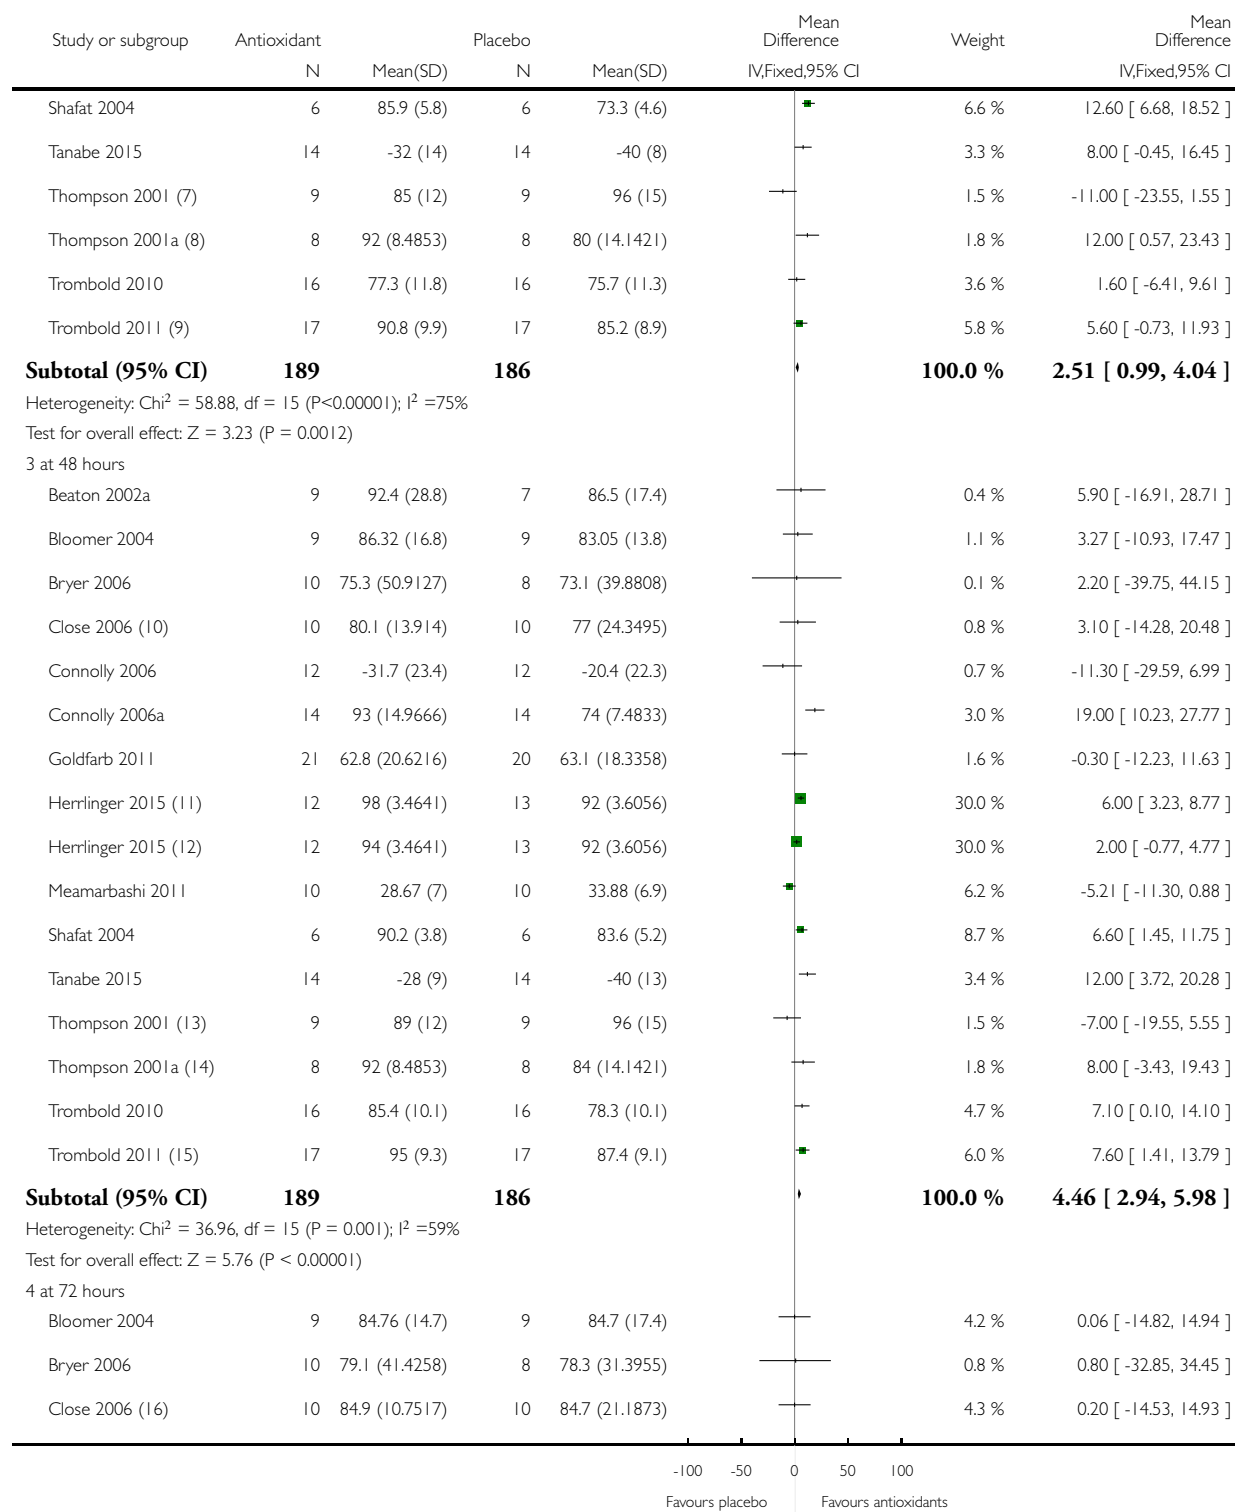 Study or subgroup Antioxidant Placebo Mean Difference Weight Mean Difference
N Mean(SD) N Mean(SD) IV,Fixed,95% CI IV,Fixed,95% CI
Shafat 2004 6 85.9 (5.8) 6 73.3 (4.6) 6.6 % 12.60 [ 6.68, 18.52 ]
Tanabe 2015 14 -32 (14) 14 -40 (8) 3.3 % 8.00 [ -0.45, 16.45 ]
Thompson 2001 (7) 9 85 (12) 9 96 (15) 1.5 % -11.00 [ -23.55, 1.55 ]
Thompson 2001a (8) 8 92 (8.4853) 8 80 (14.1421) 1.8 % 12.00 [ 0.57, 23.43 ]
Trombold 2010 16 77.3 (11.8) 16 75.7 (11.3) 3.6 % 1.60 [ -6.41, 9.61 ]
Trombold 2011 (9) 17 90.8 (9.9) 17 85.2 (8.9) 5.8 % 5.60 [ -0.73, 11.93 ]
Subtotal (95% CI) 189 186 100.0 % 2.51 [ 0.99, 4.04 ]
Heterogeneity: Chi² = 58.88, df = 15 (P<0.00001); I² =75%
Test for overall effect: Z = 3.23 (P = 0.0012)
3 at 48 hours
Beaton 2002a 9 92.4 (28.8) 7 86.5 (17.4) 0.4 % 5.90 [ -16.91, 28.71 ]
Bloomer 2004 9 86.32 (16.8) 9 83.05 (13.8) 1.1 % 3.27 [ -10.93, 17.47 ]
Bryer 2006 10 75.3 (50.9127) 8 73.1 (39.8808) 0.1 % 2.20 [ -39.75, 44.15 ]
Close 2006 (10) 10 80.1 (13.914) 10 77 (24.3495) 0.8 % 3.10 [ -14.28, 20.48 ]
Connolly 2006 12 -31.7 (23.4) 12 -20.4 (22.3) 0.7 % -11.30 [ -29.59, 6.99 ]
Connolly 2006a 14 93 (14.9666) 14 74 (7.4833) 3.0 % 19.00 [ 10.23, 27.77 ]
Goldfarb 2011 21 62.8 (20.6216) 20 63.1 (18.3358) 1.6 % -0.30 [ -12.23, 11.63 ]
Herrlinger 2015 (11) 12 98 (3.4641) 13 92 (3.6056) 30.0 % 6.00 [ 3.23, 8.77 ]
Herrlinger 2015 (12) 12 94 (3.4641) 13 92 (3.6056) 30.0 % 2.00 [ -0.77, 4.77 ]
Meamarbashi 2011 10 28.67 (7) 10 33.88 (6.9) 6.2 % -5.21 [ -11.30, 0.88 ]
Shafat 2004 6 90.2 (3.8) 6 83.6 (5.2) 8.7 % 6.60 [ 1.45, 11.75 ]
Tanabe 2015 14 -28 (9) 14 -40 (13) 3.4 % 12.00 [ 3.72, 20.28 ]
Thompson 2001 (13) 9 89 (12) 9 96 (15) 1.5 % -7.00 [ -19.55, 5.55 ]
Thompson 2001a (14) 8 92 (8.4853) 8 84 (14.1421) 1.8 % 8.00 [ -3.43, 19.43 ]
Trombold 2010 16 85.4 (10.1) 16 78.3 (10.1) 4.7 % 7.10 [ 0.10, 14.10 ]
Trombold 2011 (15) 17 95 (9.3) 17 87.4 (9.1) 6.0 % 7.60 [ 1.41, 13.79 ]
Subtotal (95% CI) 189 186 100.0 % 4.46 [ 2.94, 5.98 ]
Heterogeneity: Chi² = 36.96, df = 15 (P = 0.001); I² =59%
Test for overall effect: Z = 5.76 (P < 0.00001)
4 at 72 hours
Bloomer 2004 9 84.76 (14.7) 9 84.7 (17.4) 4.2 % 0.06 [ -14.82, 14.94 ]
Bryer 2006 10 79.1 (41.4258) 8 78.3 (31.3955) 0.8 % 0.80 [ -32.85, 34.45 ]
Close 2006 (16) 10 84.9 (10.7517) 10 84.7 (21.1873) 4.3 % 0.20 [ -14.53, 14.93 ]
-100 -50 0 50 100
Favours placebo Favours antioxidants